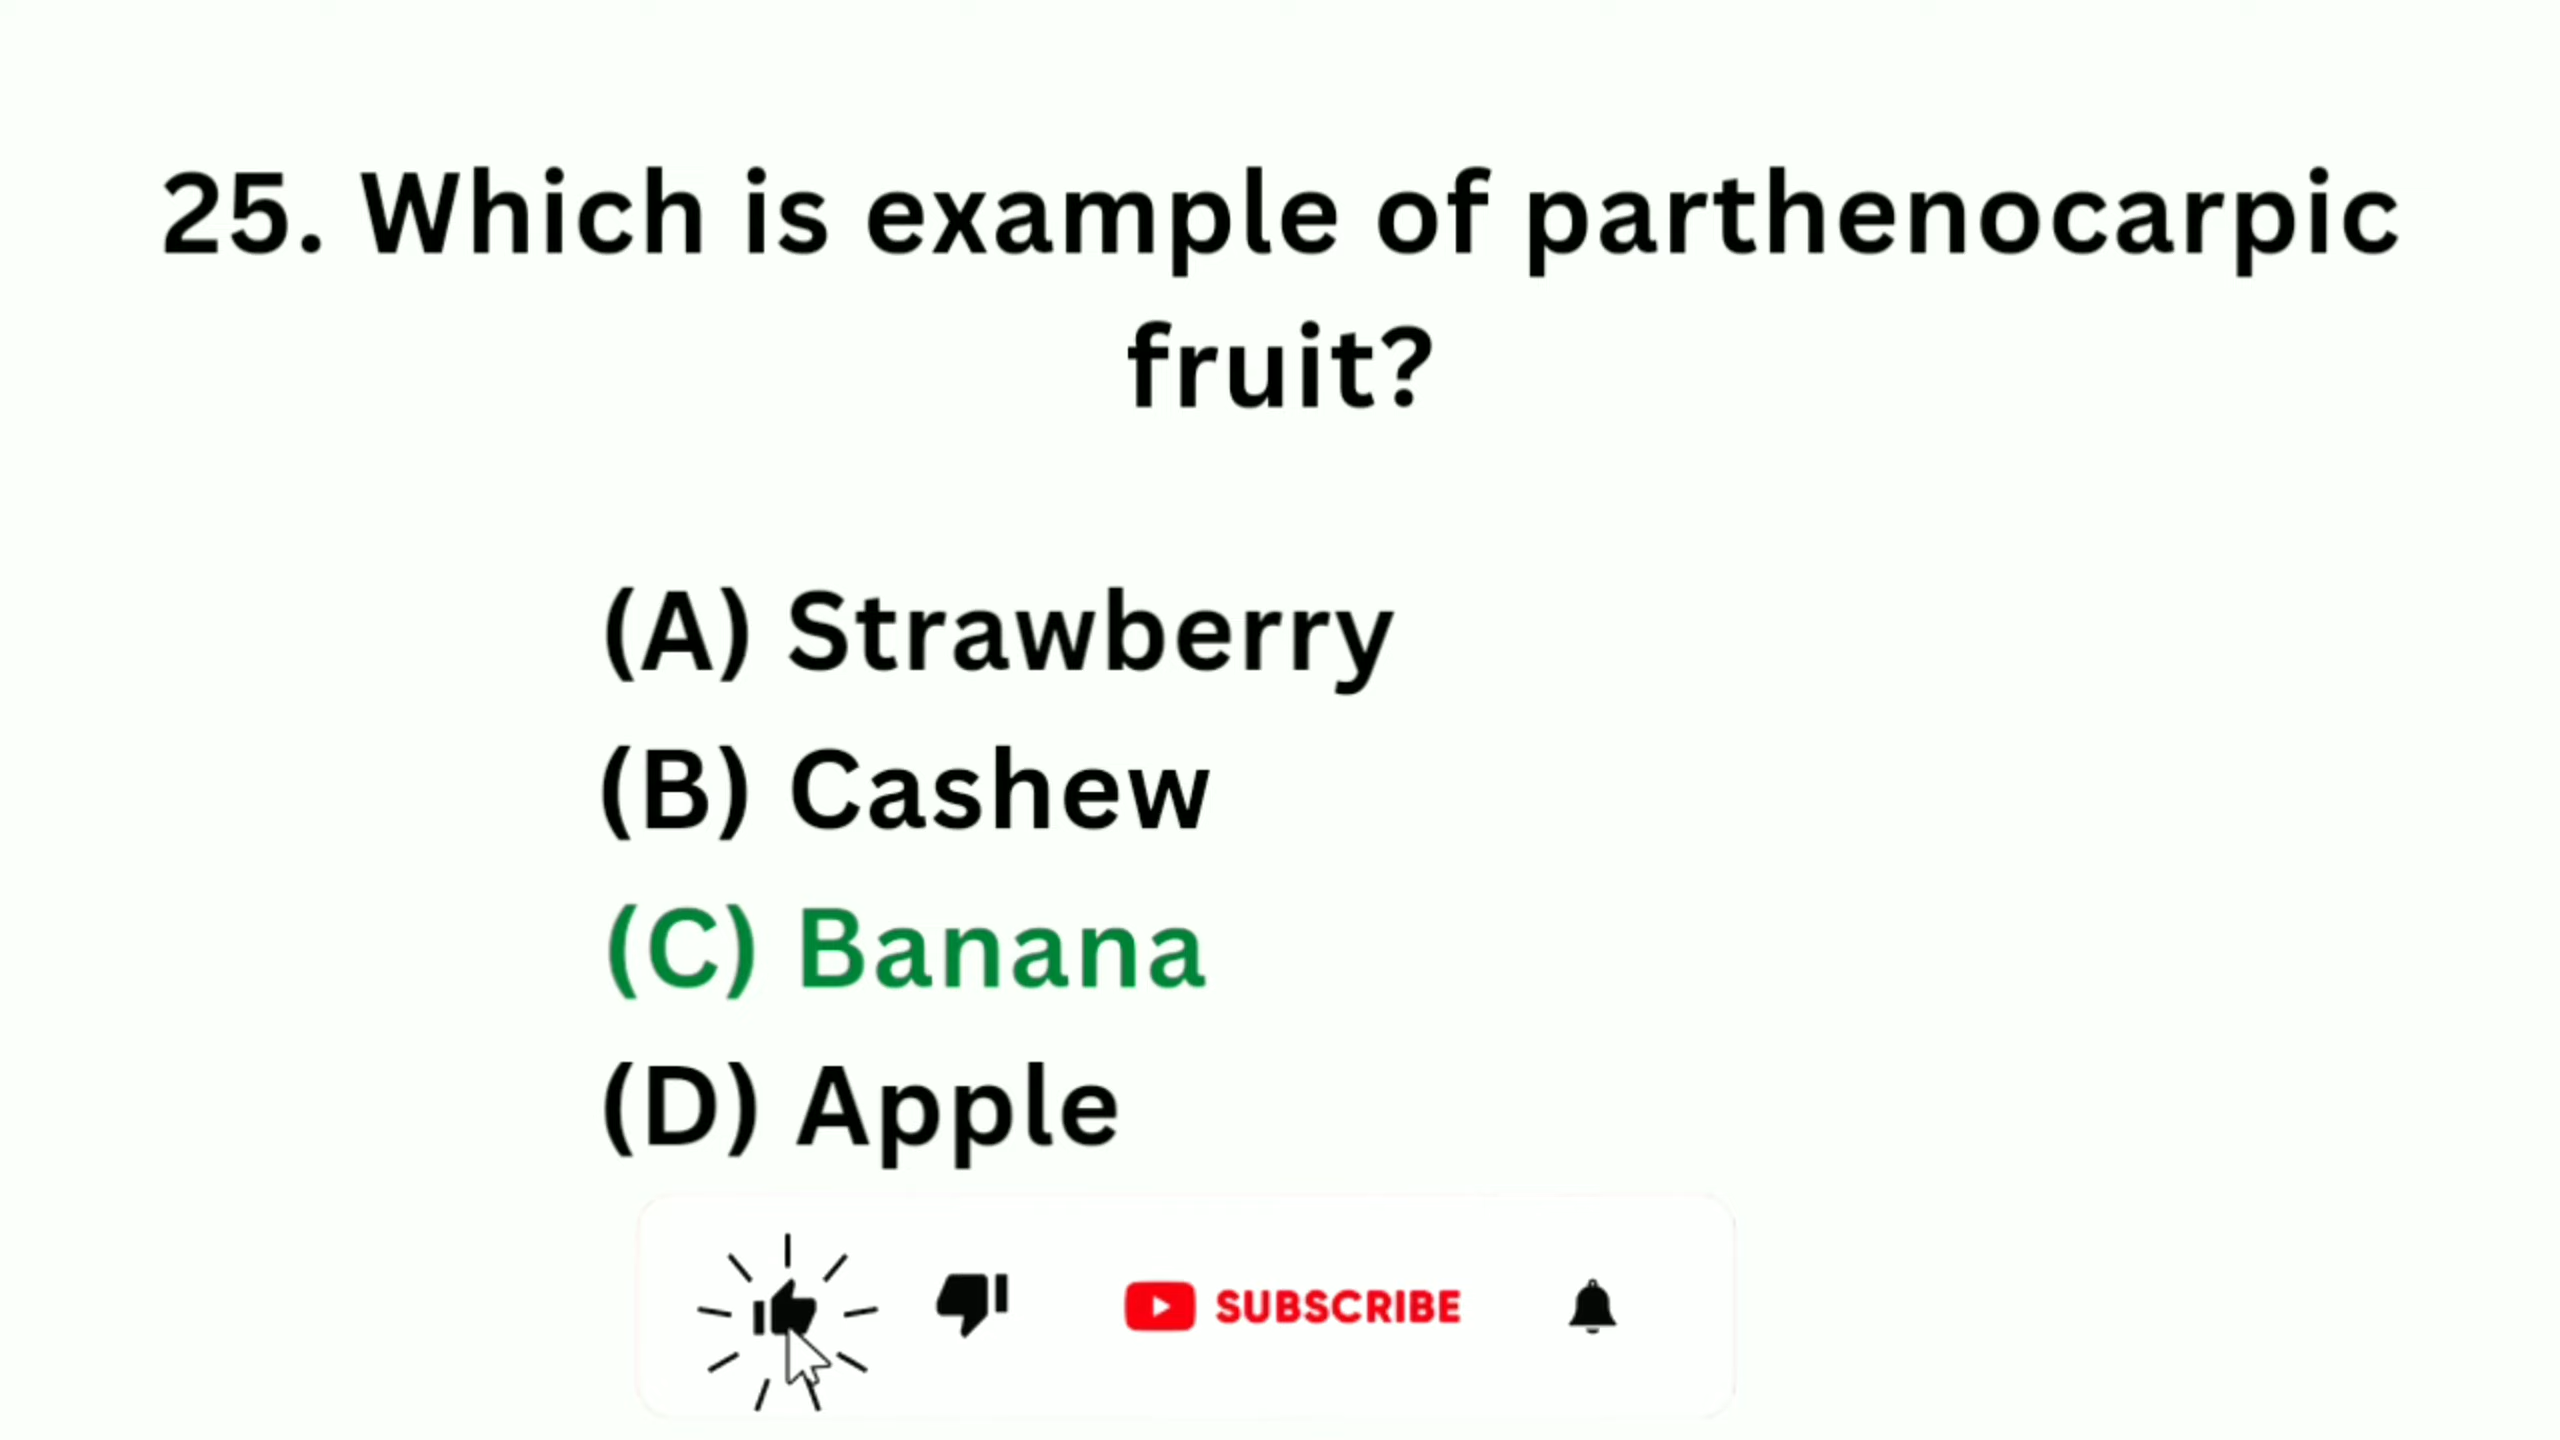 25. Which is example of parthenocarpic
fruit?
(A) Strawberry
(B) Cashew
(C) Banana
(D) Apple
SUBSCRIBE